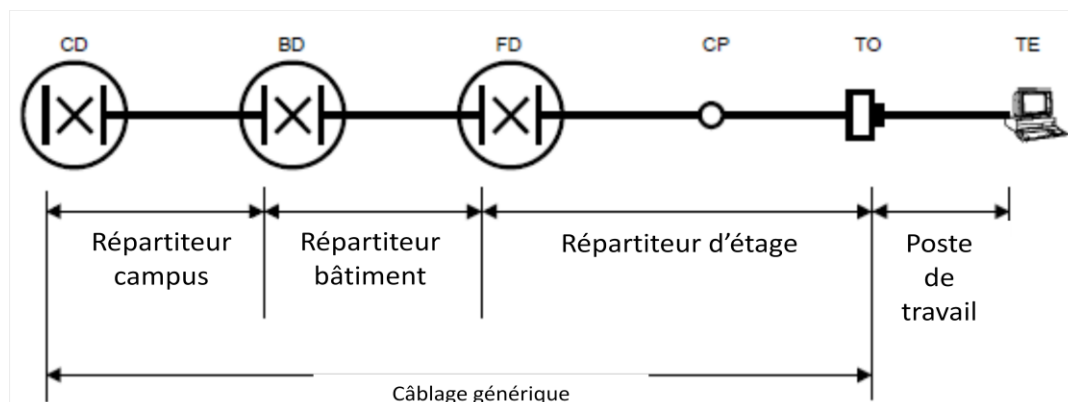 CD BD FD CP TO TE
Répartiteur campus
Répartiteur bâtiment
Répartiteur d’étage
Poste de travail
Câblage générique